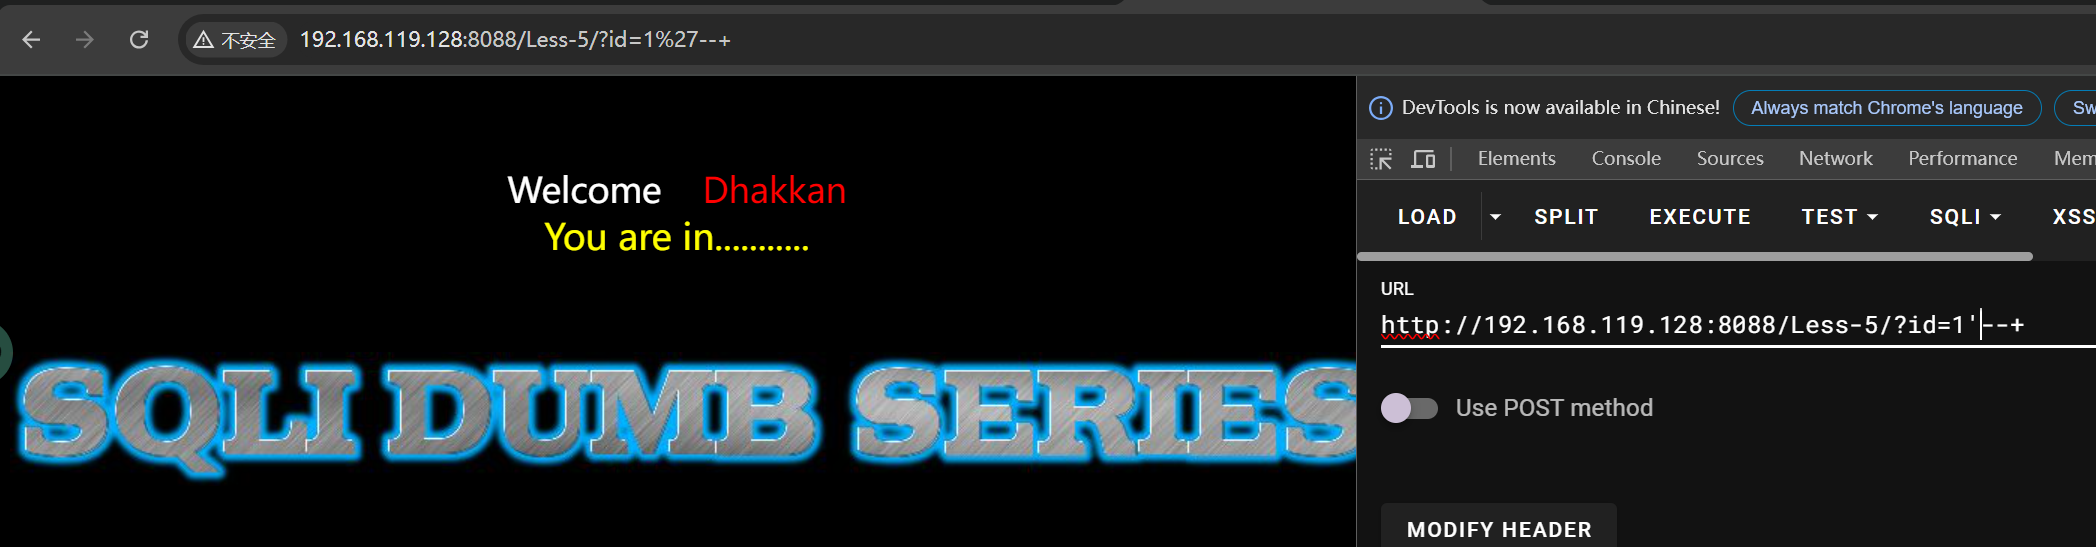 不安全 192.168.119.128:8088/Less-5/?id=1%27--+
Welcome Dhakkan
You are in...........
SQLI DUMB SERIES
DevTools is now available in Chinese! Always match Chrome's language Sw
Elements Console Sources Network Performance Mem
LOAD SPLIT EXECUTE TEST SQLI XSS
URL
http://192.168.119.128:8088/Less-5/?id=1'--+
Use POST method
MODIFY HEADER